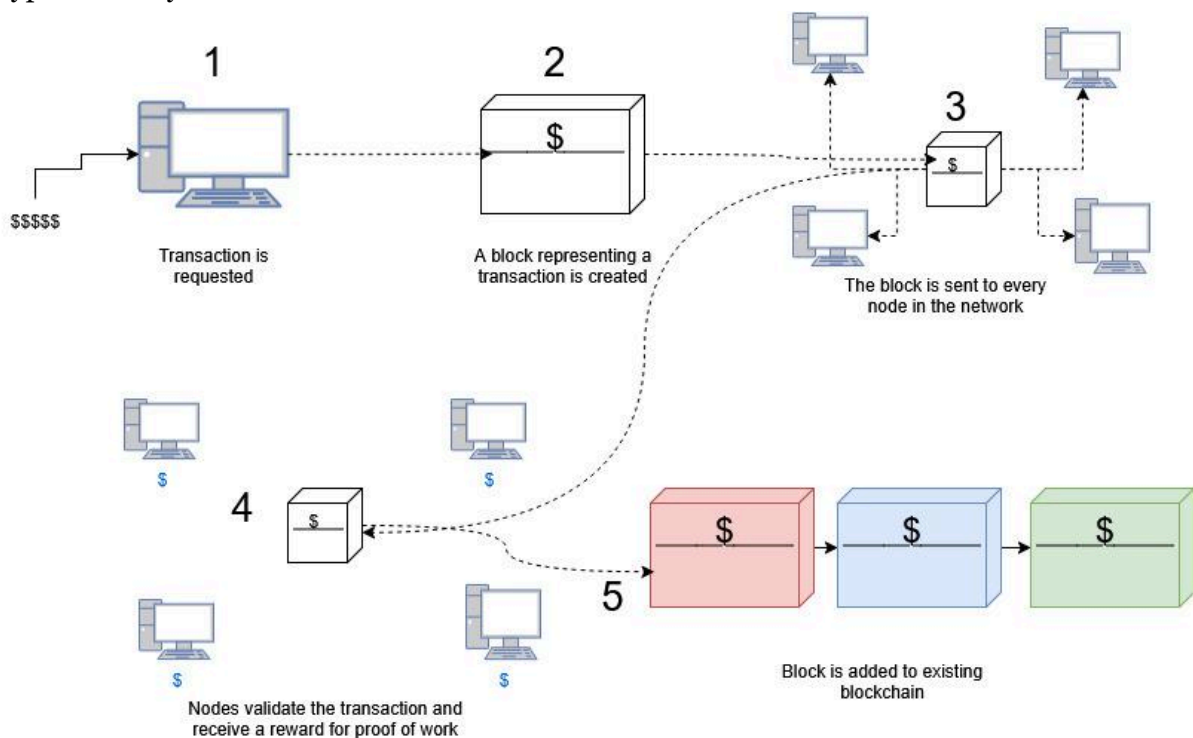 1
2
3
$
$
$
$$$$$
Transaction is
requested
A block representing a
transaction is created
The block is sent to every
node in the network
$
$
4
$
5
$
$
$
$
$
Nodes validate the transaction and
receive a reward for proof of work
Block is added to existing
blockchain